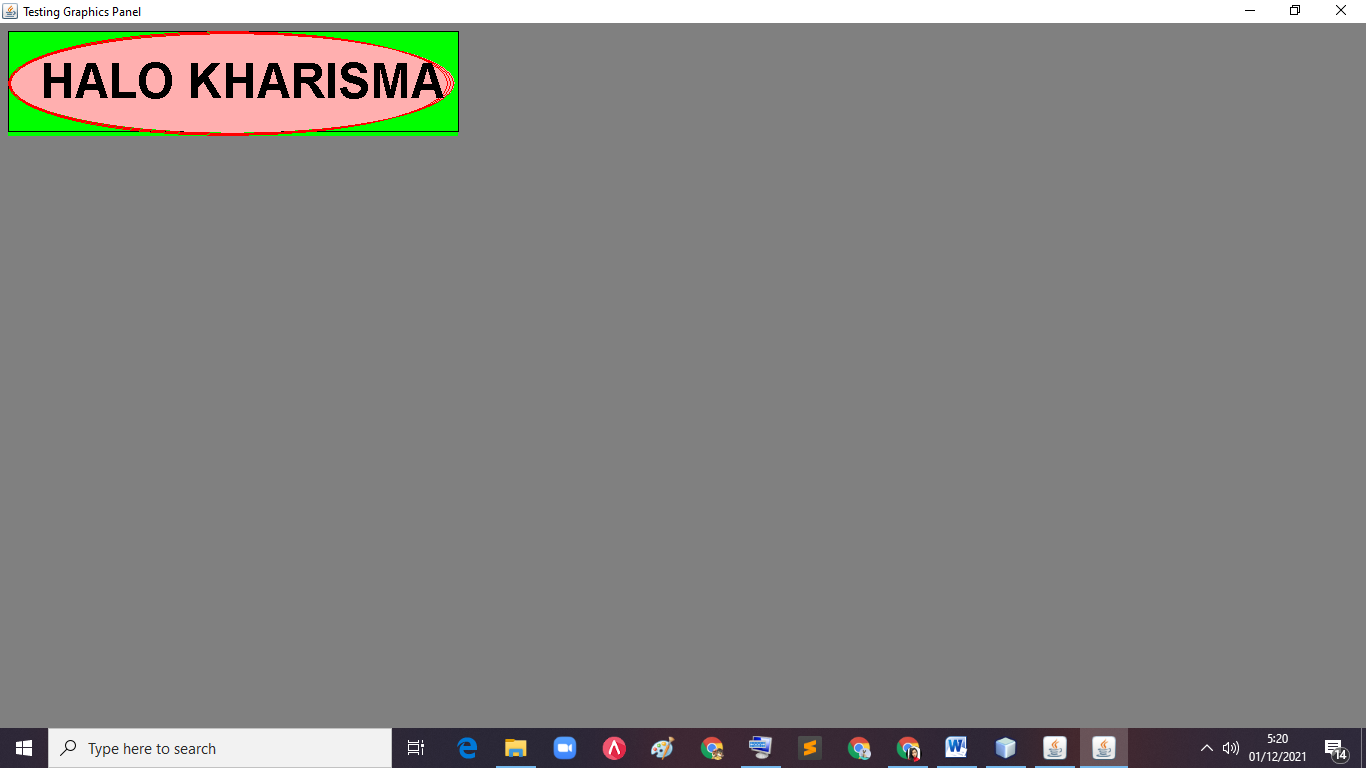 Testing Graphics Panel
HALO KHARISMA
Type here to search
5:20
01/12/2021
14